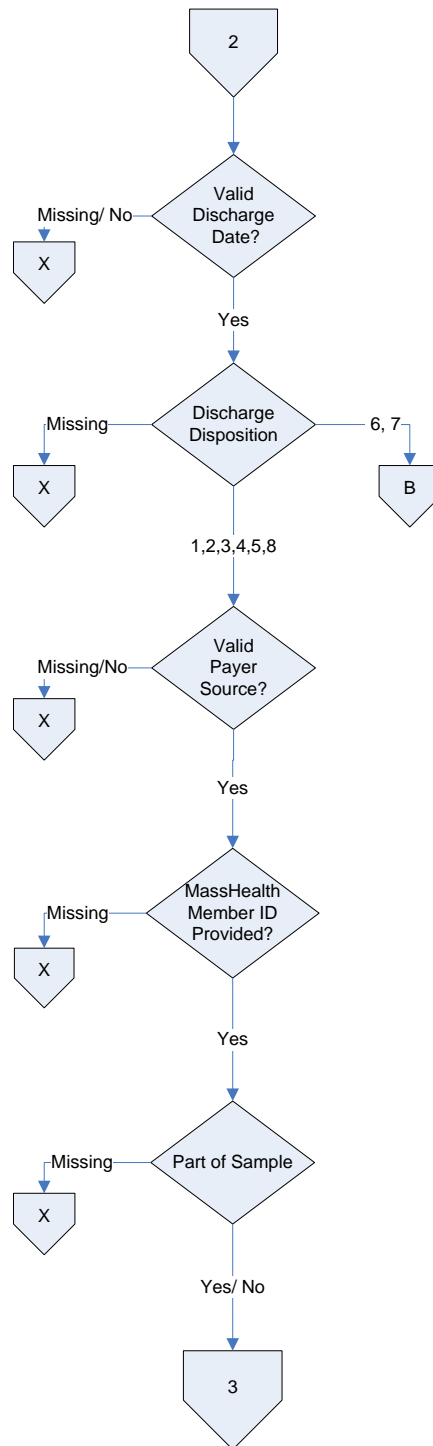 2
Valid
Discharge
Date?
Missing/ No
X
Yes
Discharge
Disposition
Missing
6, 7
X
B
1,2,3,4,5,8
Valid
Payer
Source?
Missing/No
X
Yes
MassHealth
Member ID
Provided?
Missing
X
Yes
Part of Sample
Missing
X
Yes/ No
3